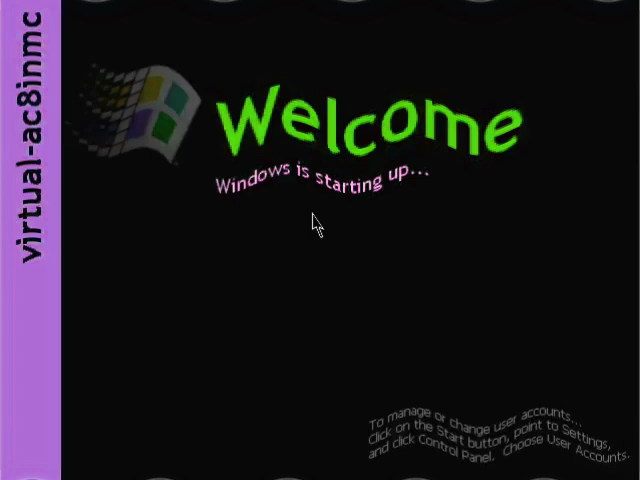 virtual-ac8inmc
Welcome
Windows is starting up...
To manage or change user accounts...
Click on the Start button, point to Settings,
and click Control Panel. Choose User Accounts.